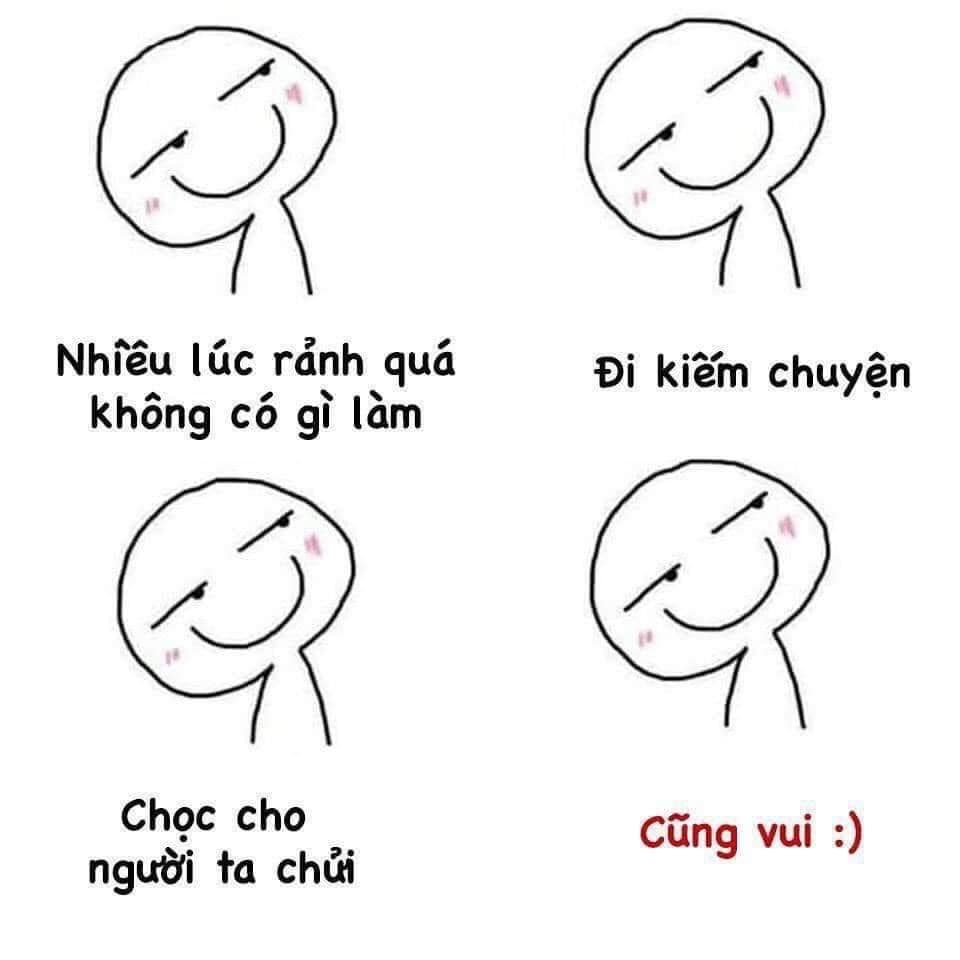 Nhiều lúc rảnh quá
không có gì làm
Đi kiếm chuyện
Chọc cho
người ta chửi
Cũng vui :)